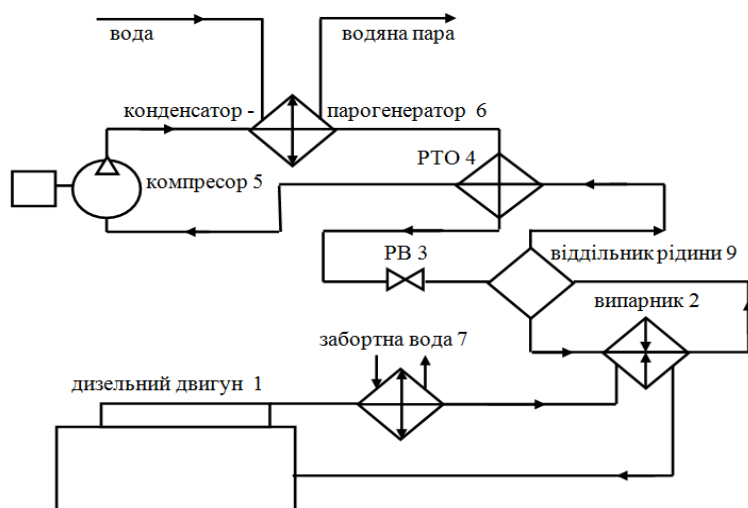 вода
водяна пара
конденсатор -
парогенератор 6
РТО 4
компресор 5
РВ 3
віддільник рідини 9
випарник 2
забортна вода 7
дизельний двигун 1